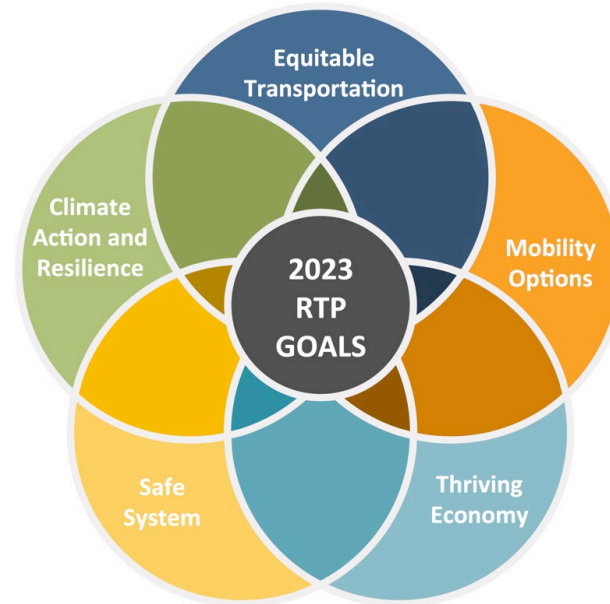 Equitable
Transportation
Climate
Action and
Resilience
Mobility
Options
2023
RTP
GOALS
Safe
System
Thriving
Economy